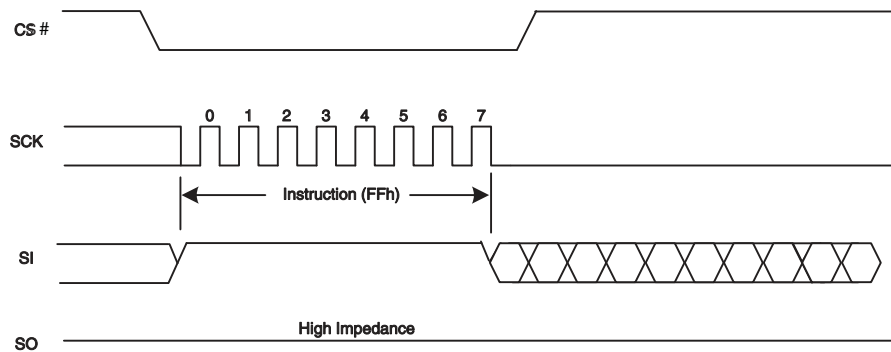 CS #
0 1 2 3 4 5 6 7
SCK
Instruction (FFh)
SI
High Impedance
SO